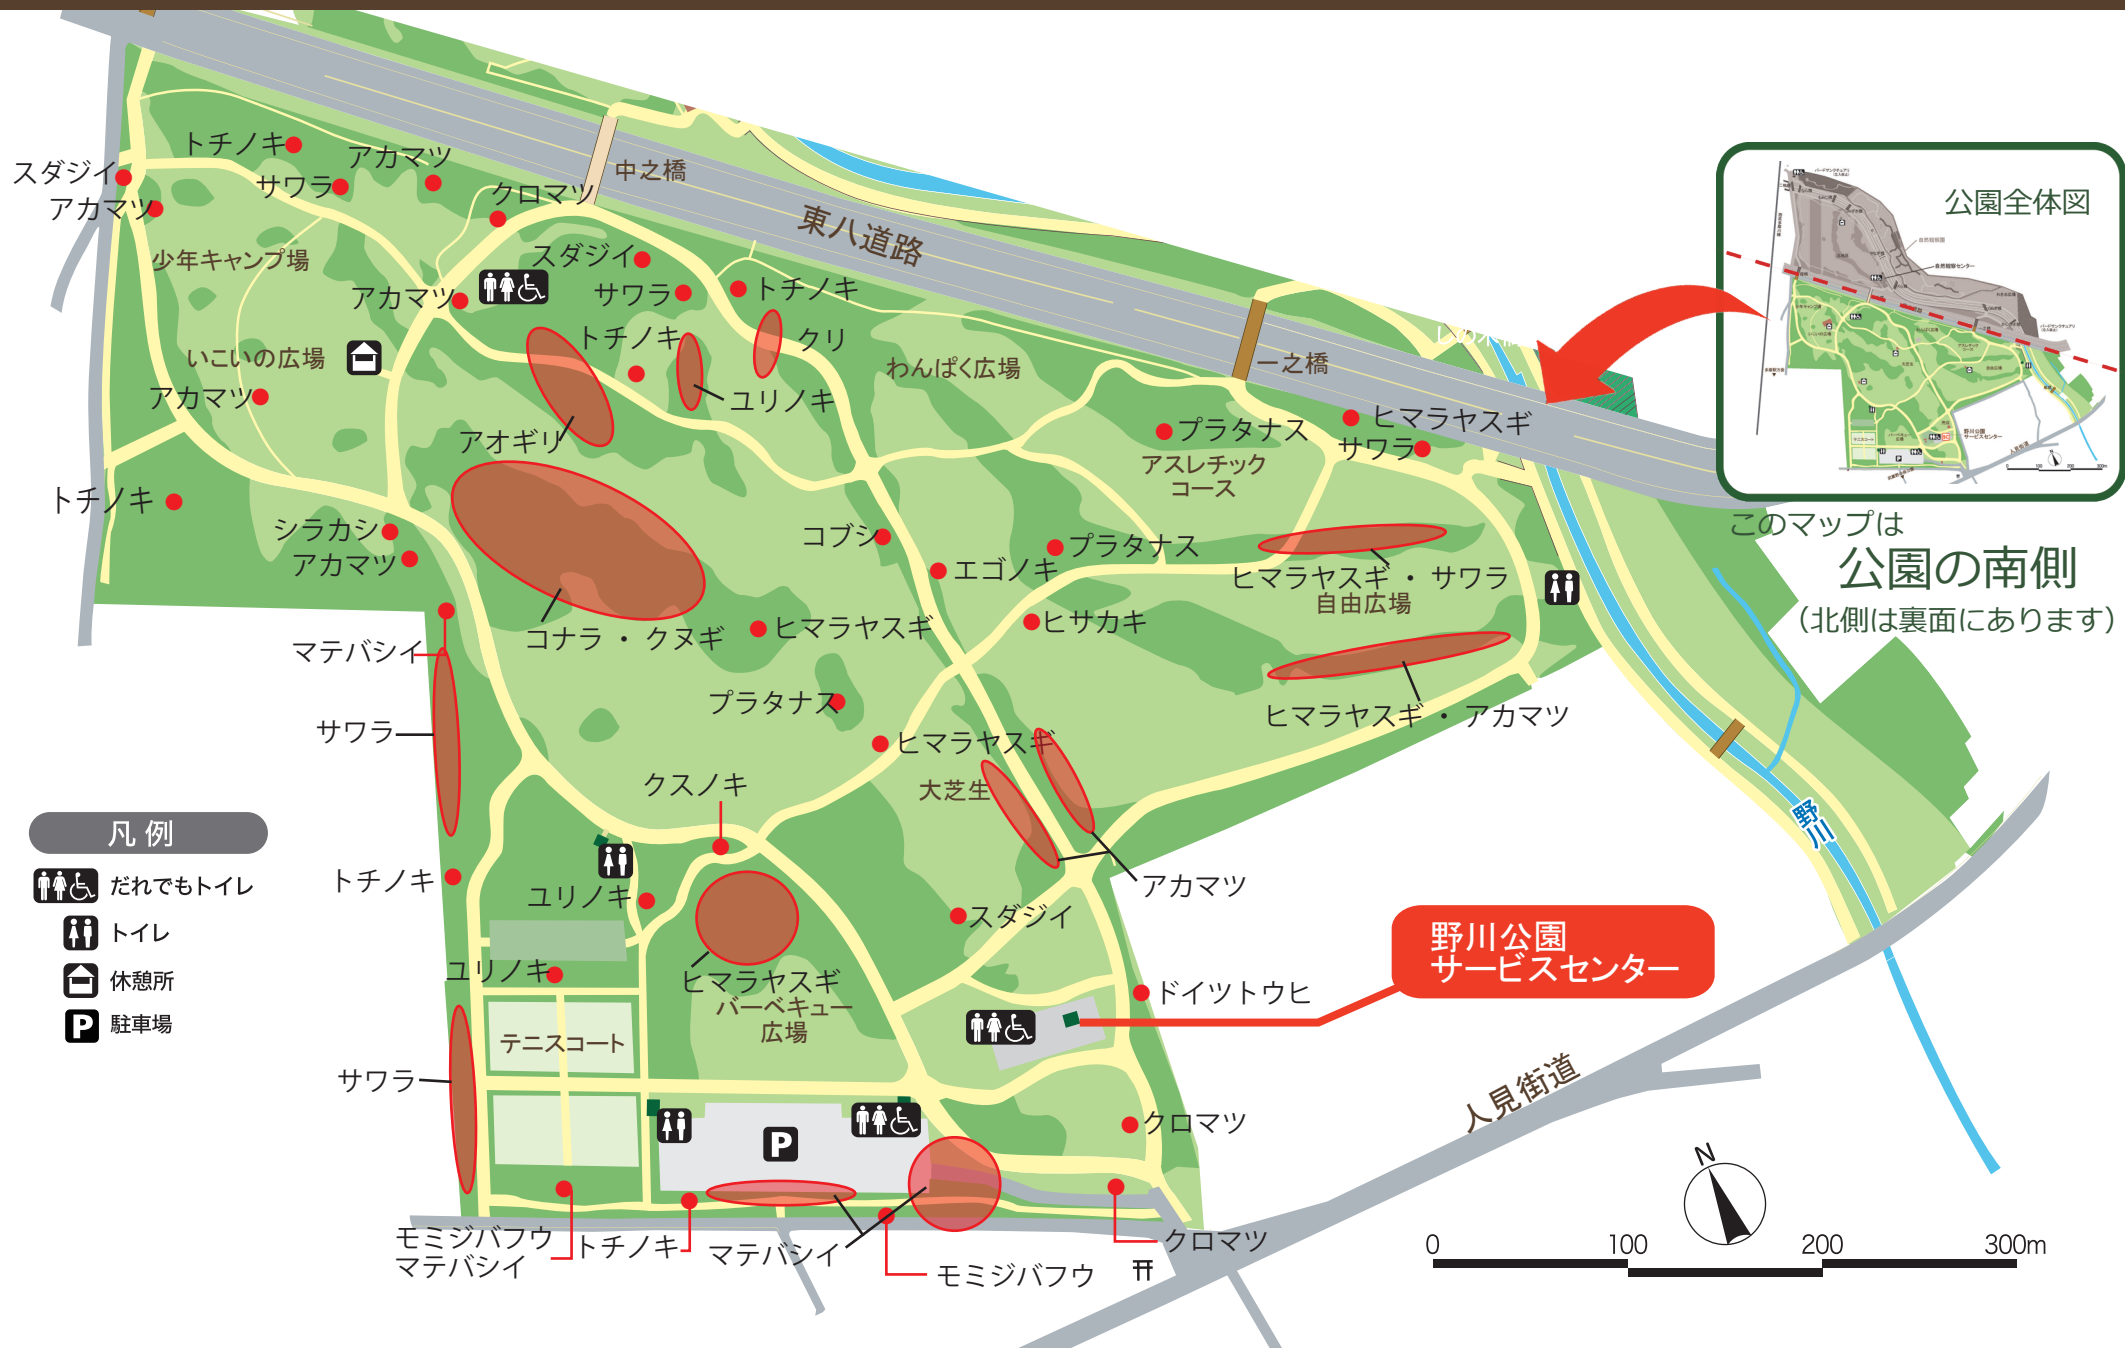 スダジイ
トチノキ
アカマツ
サワラ
アカマツ
クロマツ
中之橋
東八道路
少年キャンプ場
スダジイ
アカマツ
サワラ
トチノキ
トチノキ
クリ
いこいの広場
わんぱく広場
一之橋
アカマツ
ユリノキ
アオギリ
プラタナス
ヒマラヤスギ
サワラ
アスレチック
コース
トチノキ
シラカシ
アカマツ
コブシ
エゴノキ
プラタナス
ヒマラヤスギ・サワラ
自由広場
コナラ・クヌギ
ヒマラヤスギ
ヒサカキ
マテバシイ
サワラ
プラタナス
ヒマラヤスギ
ヒマラヤスギ・アカマツ
クスノキ
大芝生
アカマツ
トチノキ
ユリノキ
スダジイ
ユリノキ
ヒマラヤスギ
バーベキュー
広場
テニスコート
サワラ
ドイツトウヒ
野川公園
サービスセンター
人見街道
クロマツ
P
モミジバフウ
マテバシイ
トチノキ
マテバシイ
モミジバフウ
クロマツ
野川
公園全体図
このマップは
公園の南側
(北側は裏面にあります)
凡例
だれでもトイレ
トイレ
休憩所
P 駐車場
N
0 100 200 300m